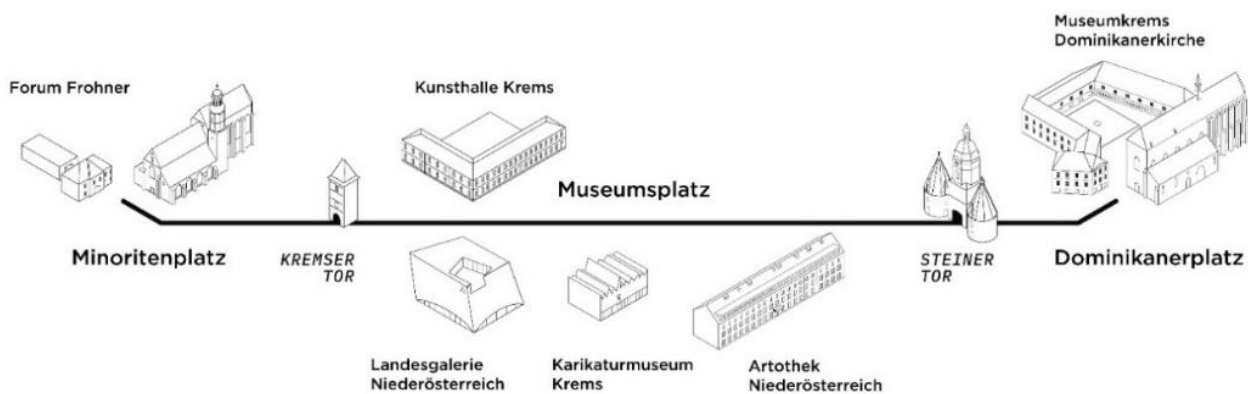 Museumkrems
Dominikanerkirche
Forum Frohner
Kunsthalle Krems
Museumsplatz
Minoritenplatz
KREMSER
TOR
STEINER
TOR
Dominikanerplatz
Landesgalerie
Niederösterreich
Karikaturmuseum
Krems
Artothek
Niederösterreich